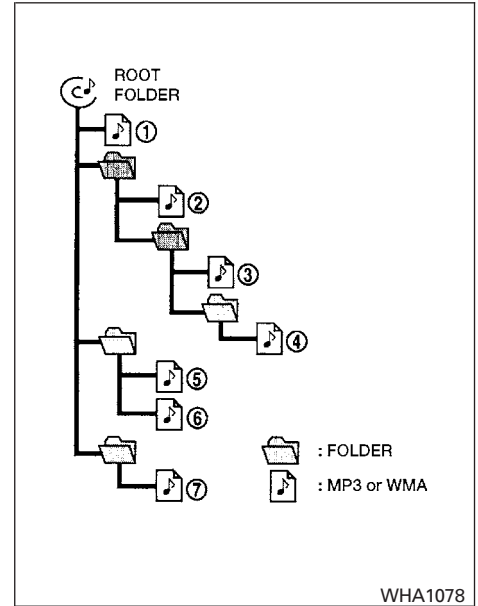 ROOT
FOLDER
①
②
③
④
⑤
⑥
⑦
: FOLDER
: MP3 or WMA
WHA1078